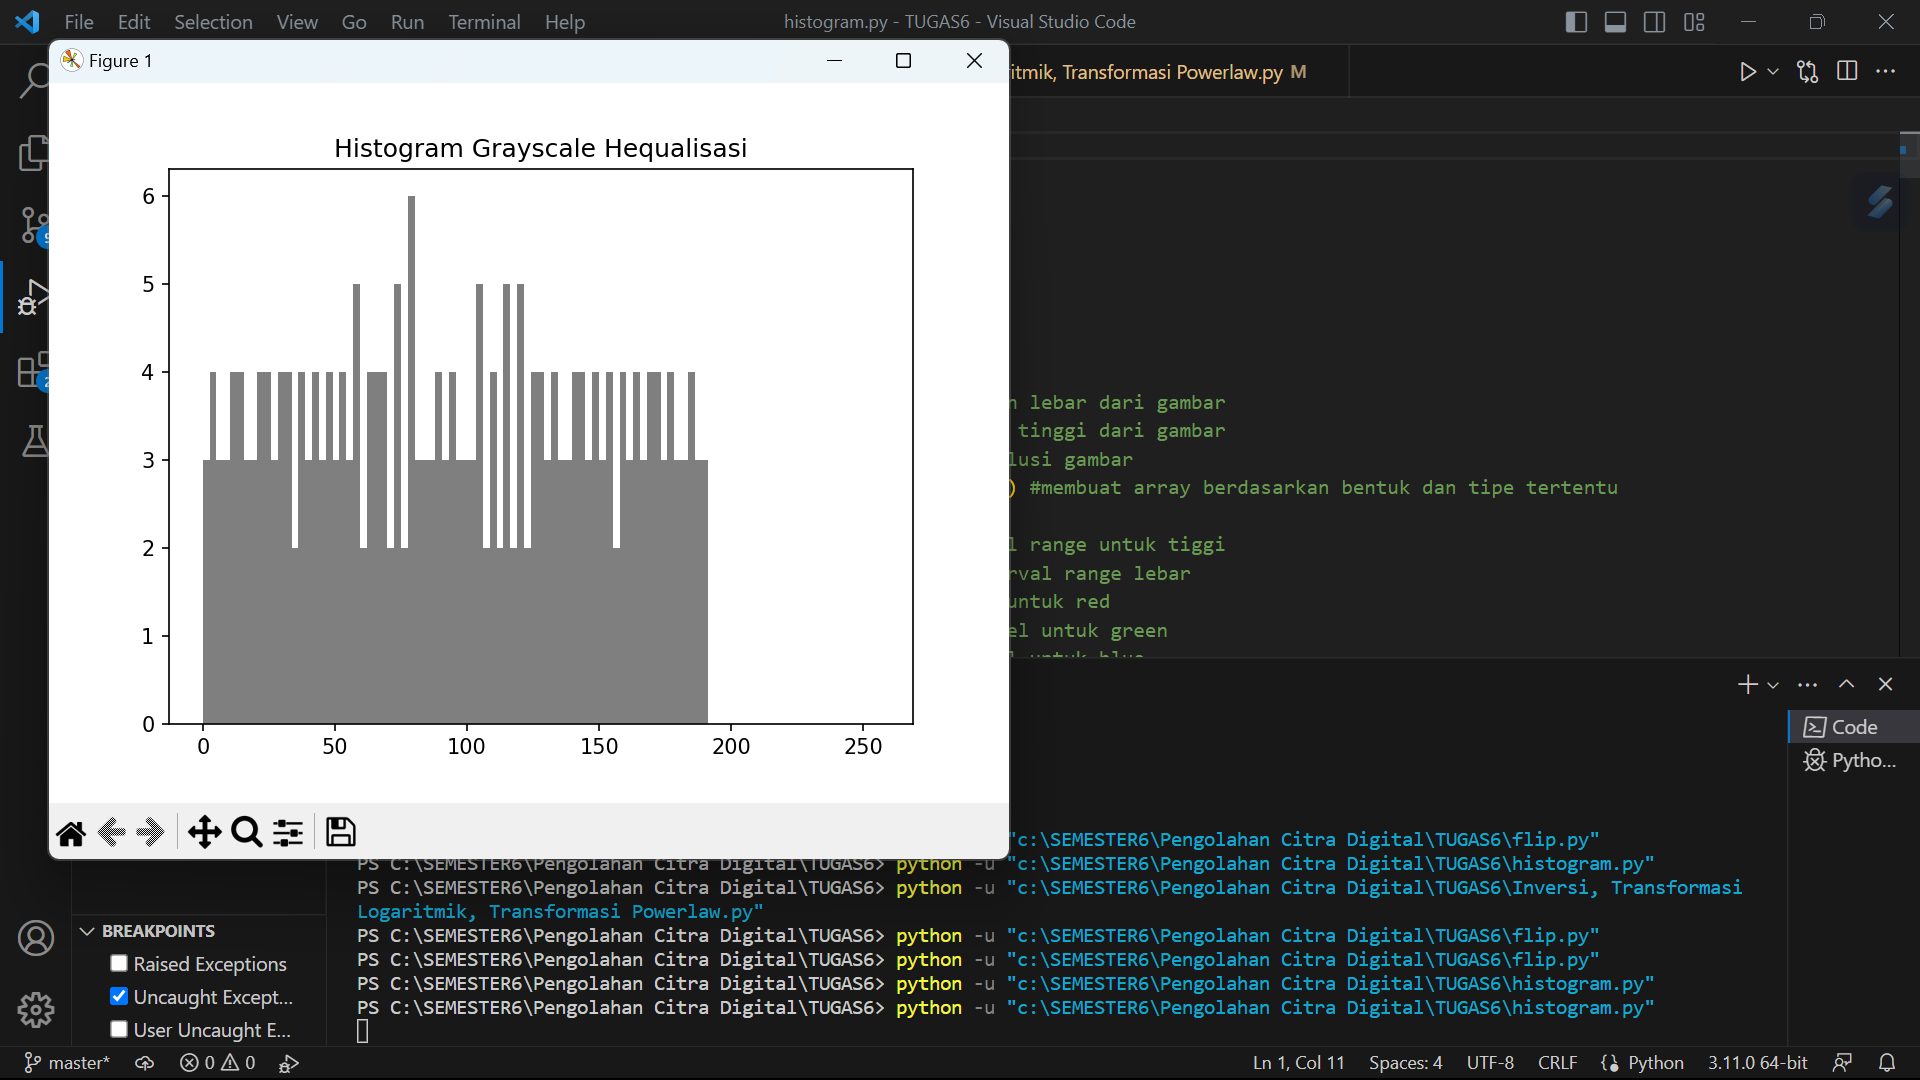 File Edit Selection View Go Run Terminal Help
histogram.py - TUGAS6 - Visual Studio Code
Figure 1
itmik, Transformasi Powerlaw.py M
Histogram Grayscale Hequalisasi
6
5
4
3
2
1
0
0 50 100 150 200 250
lebar dari gambar
tinggi dari gambar
lusi gambar
) #membuat array berdasarkan bentuk dan tipe tertentu
l range untuk tiggi
rval range lebar
untuk red
el untuk green
Code
Pytho...
"c:\SEMESTER6\Pengolahan Citra Digital\TUGAS6\flip.py"
PS C:\SEMESTER6\Pengolahan Citra Digital\TUGAS6> python -u "c:\SEMESTER6\Pengolahan Citra Digital\TUGAS6\histogram.py"
PS C:\SEMESTER6\Pengolahan Citra Digital\TUGAS6> python -u "c:\SEMESTER6\Pengolahan Citra Digital\TUGAS6\Inversi, Transformasi
Logaritmik, Transformasi Powerlaw.py"
PS C:\SEMESTER6\Pengolahan Citra Digital\TUGAS6> python -u "c:\SEMESTER6\Pengolahan Citra Digital\TUGAS6\flip.py"
PS C:\SEMESTER6\Pengolahan Citra Digital\TUGAS6> python -u "c:\SEMESTER6\Pengolahan Citra Digital\TUGAS6\flip.py"
PS C:\SEMESTER6\Pengolahan Citra Digital\TUGAS6> python -u "c:\SEMESTER6\Pengolahan Citra Digital\TUGAS6\histogram.py"
PS C:\SEMESTER6\Pengolahan Citra Digital\TUGAS6> python -u "c:\SEMESTER6\Pengolahan Citra Digital\TUGAS6\histogram.py"
BREAKPOINTS
Raised Exceptions
Uncaught Except...
User Uncaught E...
master* 0 0
Ln 1, Col 11 Spaces: 4 UTF-8 CRLF Python 3.11.0 64-bit